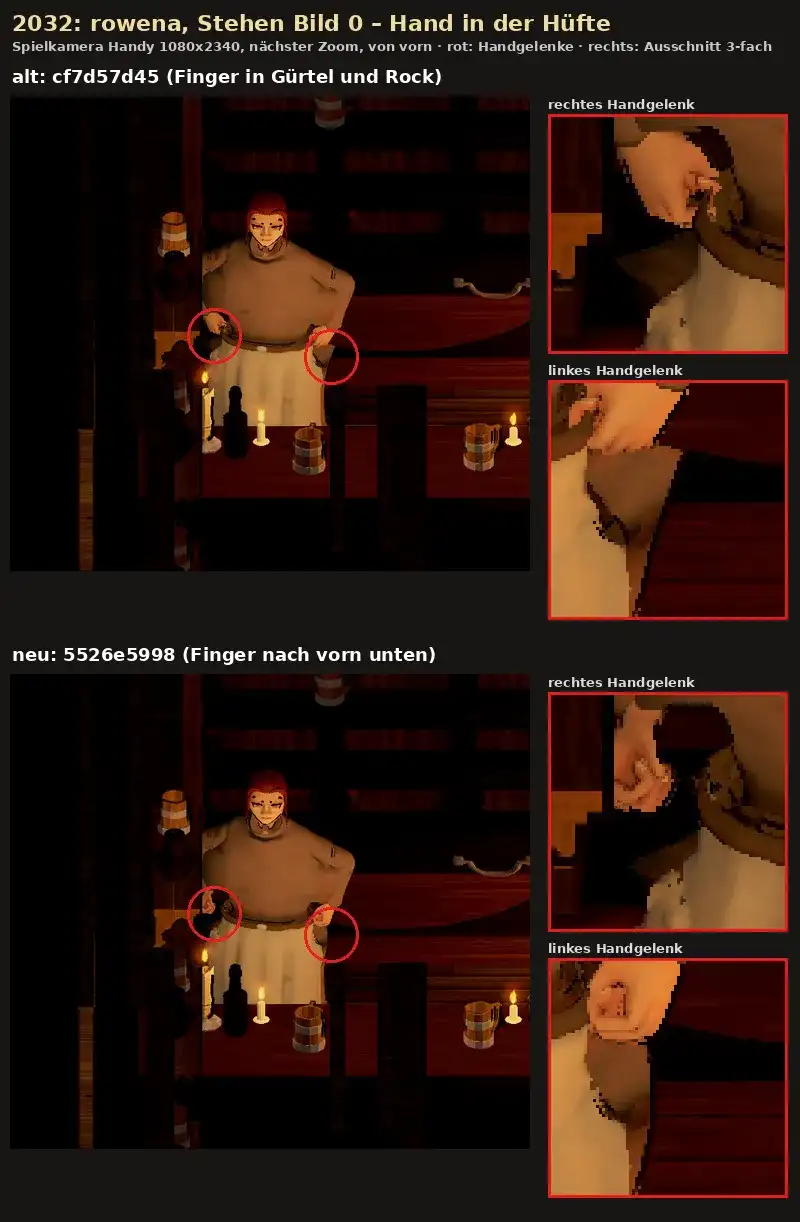 2032: rowena, Stehen Bild 0 – Hand in der Hüfte
Spielkamera Handy 1080x2340, nächster Zoom, von vorn · rot: Handgelenke · rechts: Ausschnitt 3-fach
alt: cf7d57d45 (Finger in Gürtel und Rock)
rechtes Handgelenk
linkes Handgelenk
neu: 5526e5998 (Finger nach vorn unten)
rechtes Handgelenk
linkes Handgelenk